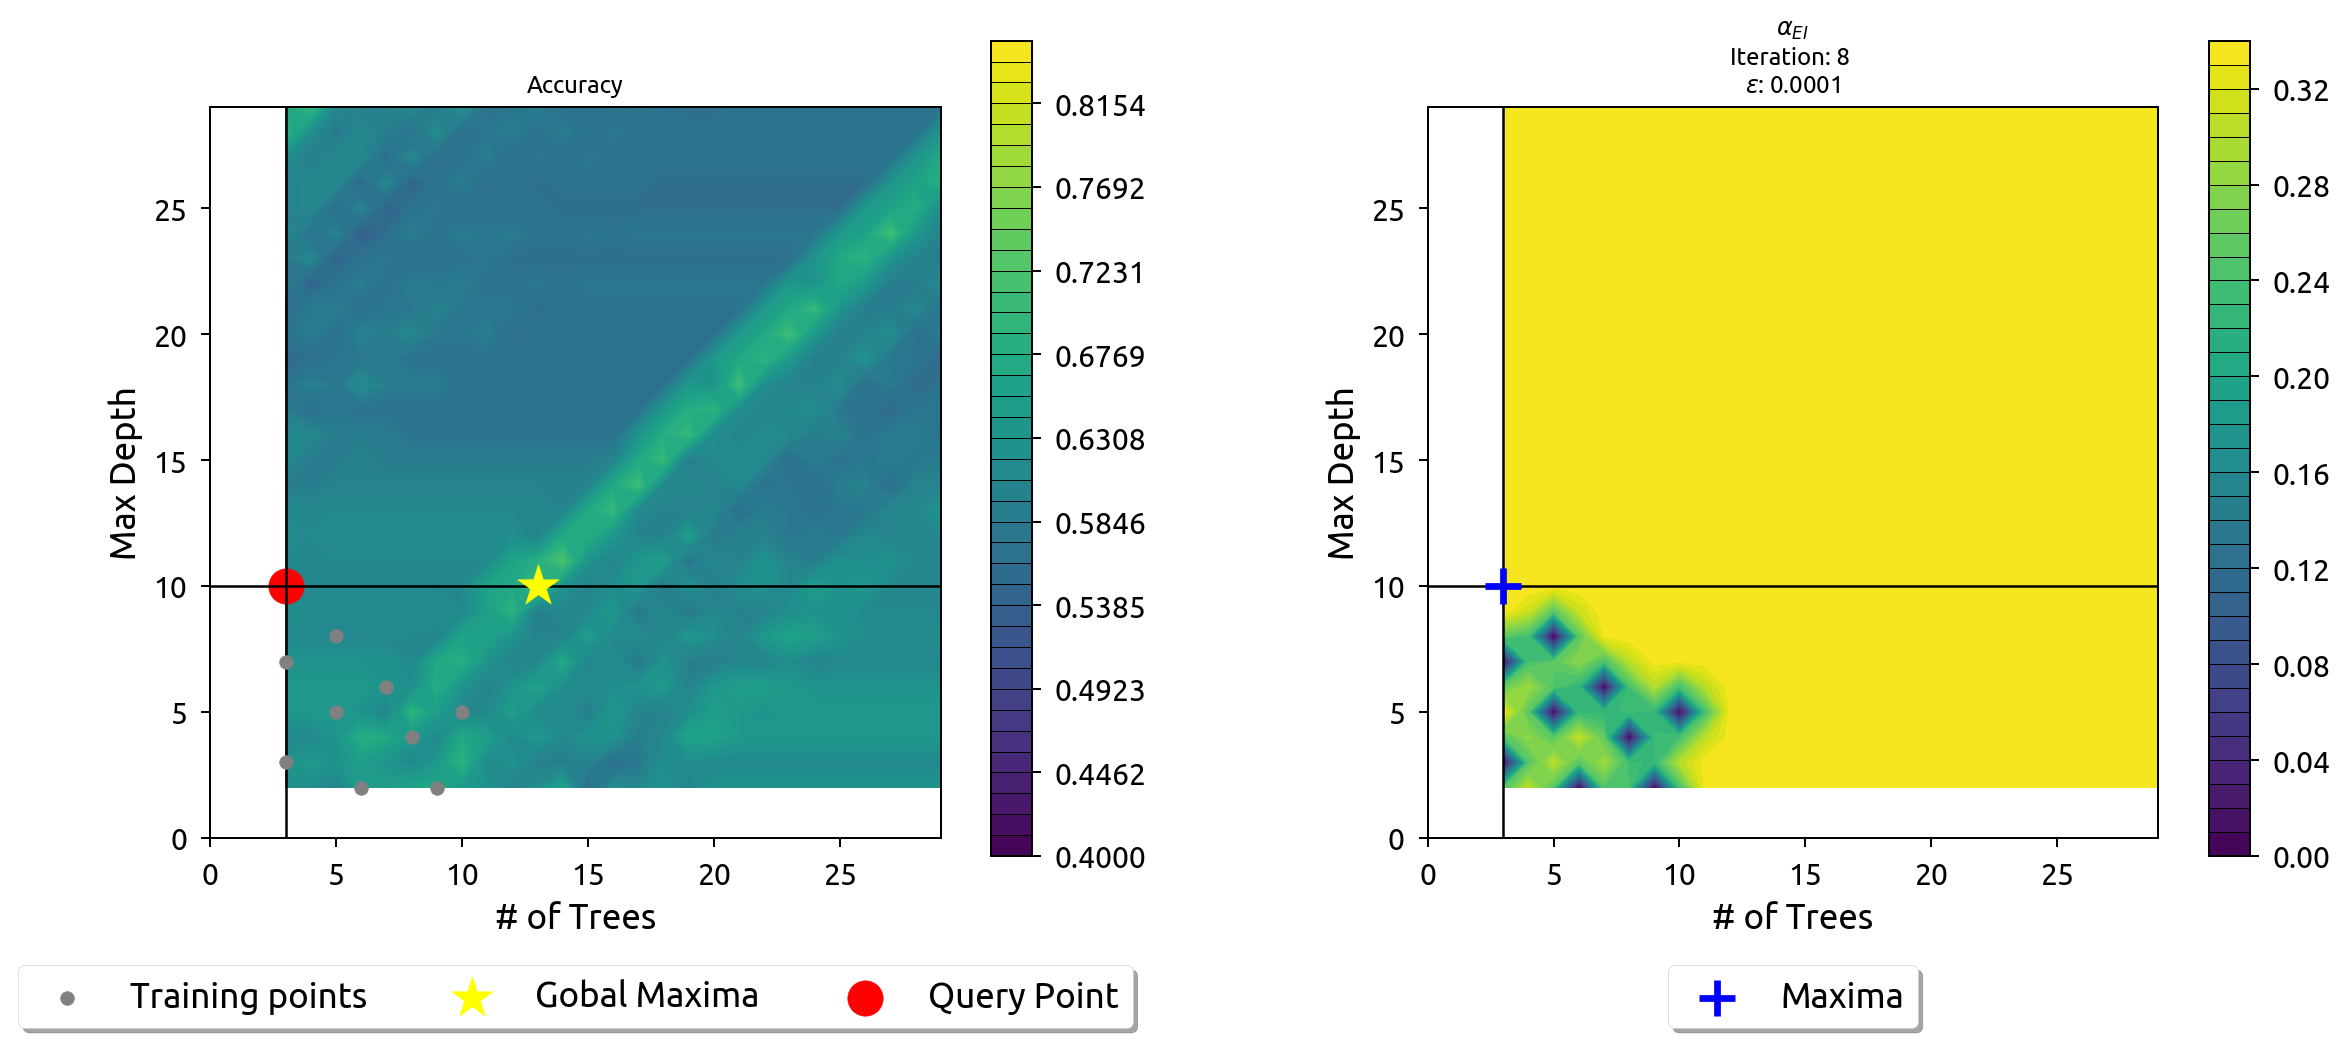 Accuracy
Max Depth
25
20
15
10
5
0
0 5 10 15 20 25
# of Trees
0.8154
0.7692
0.7231
0.6769
0.6308
0.5846
0.5385
0.4923
0.4462
0.4000
Training points Gobal Maxima Query Point
α_EI
Iteration: 8
ε: 0.0001
Max Depth
25
20
15
10
5
0
0 5 10 15 20 25
# of Trees
0.32
0.28
0.24
0.20
0.16
0.12
0.08
0.04
0.00
Maxima